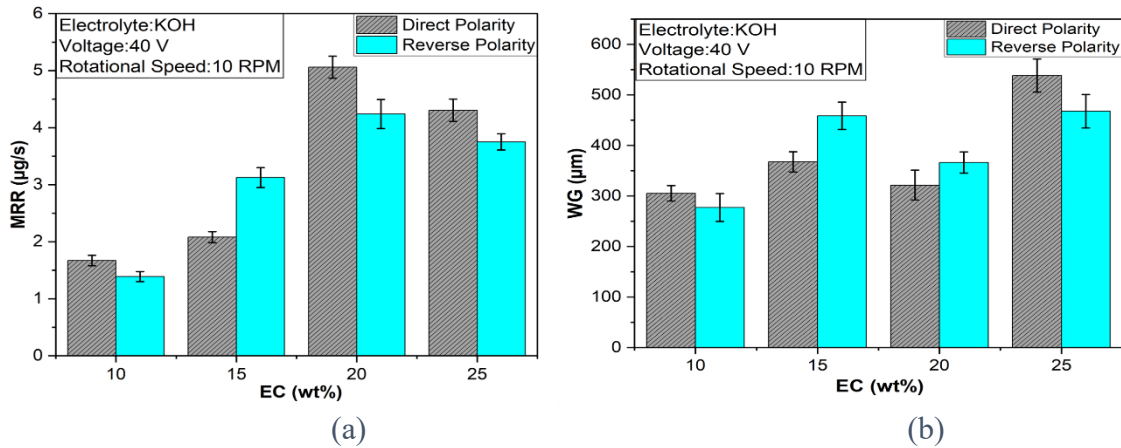 Electrolyte:KOH
Voltage:40 V
Rotational Speed:10 RPM
Direct Polarity
Reverse Polarity
6
5
4
3
2
1
0
MRR (µg/s)
10 15 20 25
EC (wt%)
(a)
Electrolyte:KOH
Voltage:40 V
Rotational Speed:10 RPM
Direct Polarity
Reverse Polarity
600
500
400
300
200
100
0
WG (µm)
10 15 20 25
EC (wt%)
(b)